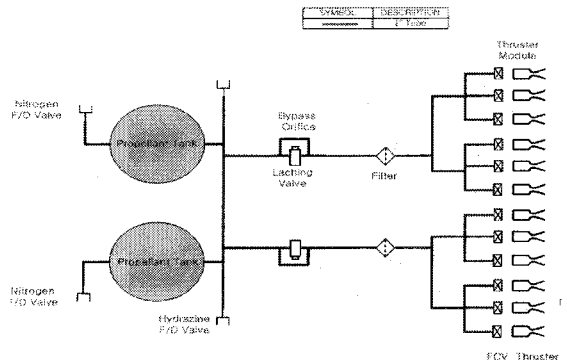 SYMBOL DESCRIPTION
Thruster
Module
Nitrogen
F/D Valve
Propellant Tank
Bypass
Orifice
Laching
Valve
Filter
Propellant Tank
Nitrogen
F/D Valve
Hydrazine
F/D Valve
FCV Thruster